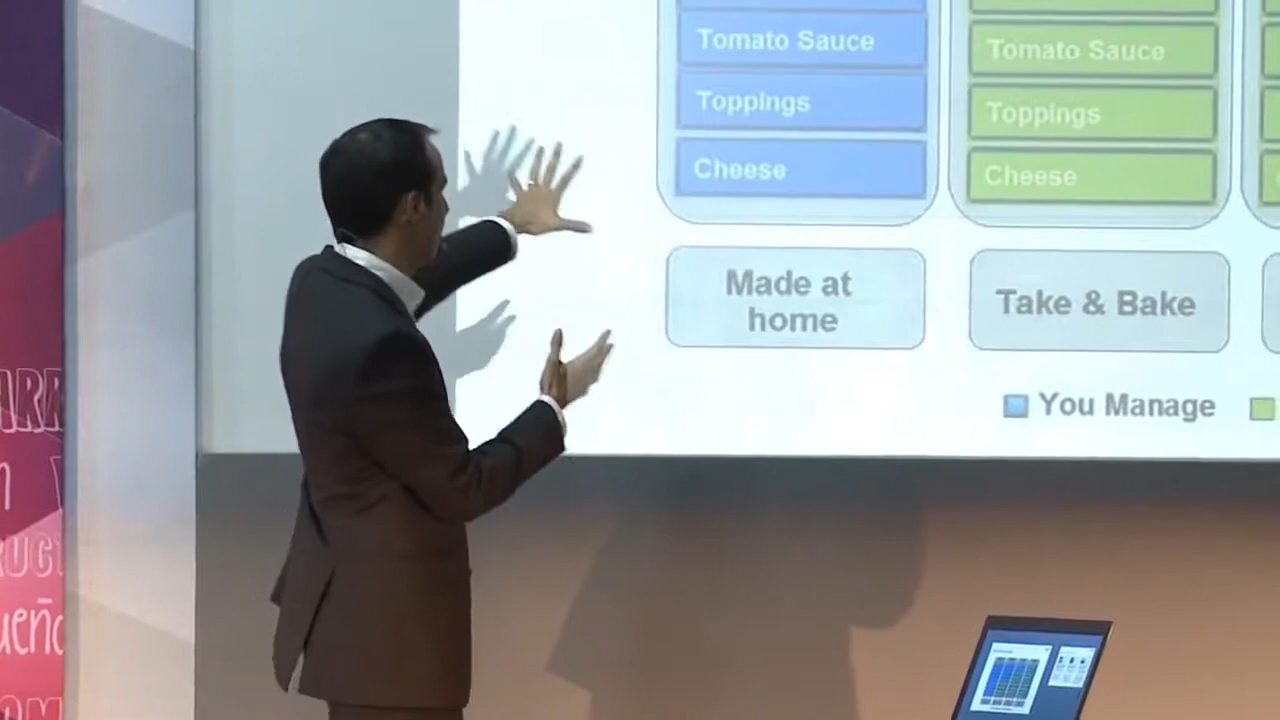 Tomato Sauce
Toppings
Cheese
Made at
home
Tomato Sauce
Toppings
Cheese
Take & Bake
You Manage